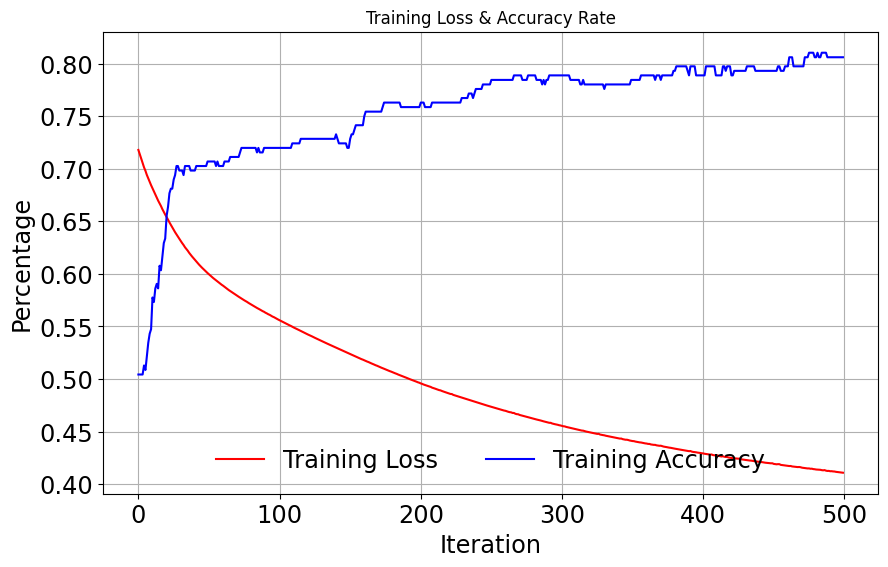 Training Loss & Accuracy Rate
Percentage
0.80
0.75
0.70
0.65
0.60
0.55
0.50
0.45
0.40
Training Loss Training Accuracy
0 100 200 300 400 500
Iteration